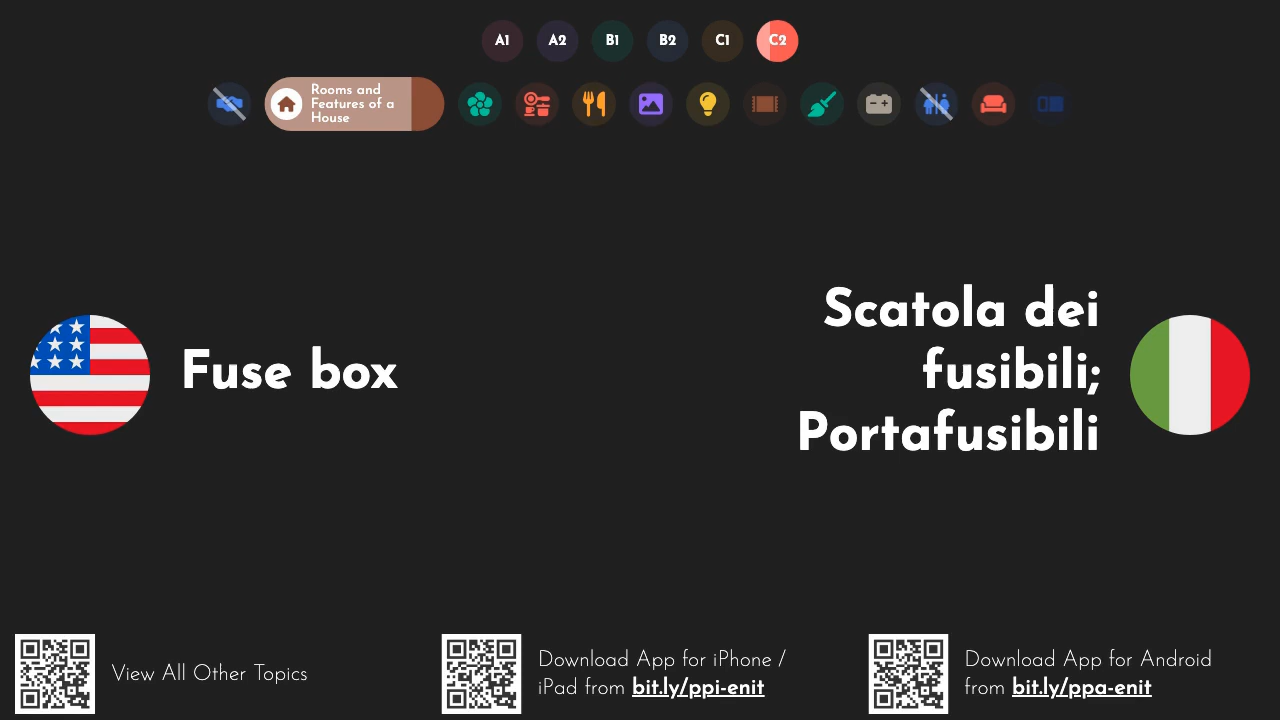 A1 A2 B1 B2 C1 C2
Rooms and
Features of a
House
Fuse box
Scatola dei
fusibili;
Portafusibili
View All Other Topics
Download App for iPhone /
iPad from bit.ly/ppi-enit
Download App for Android
from bit.ly/ppa-enit